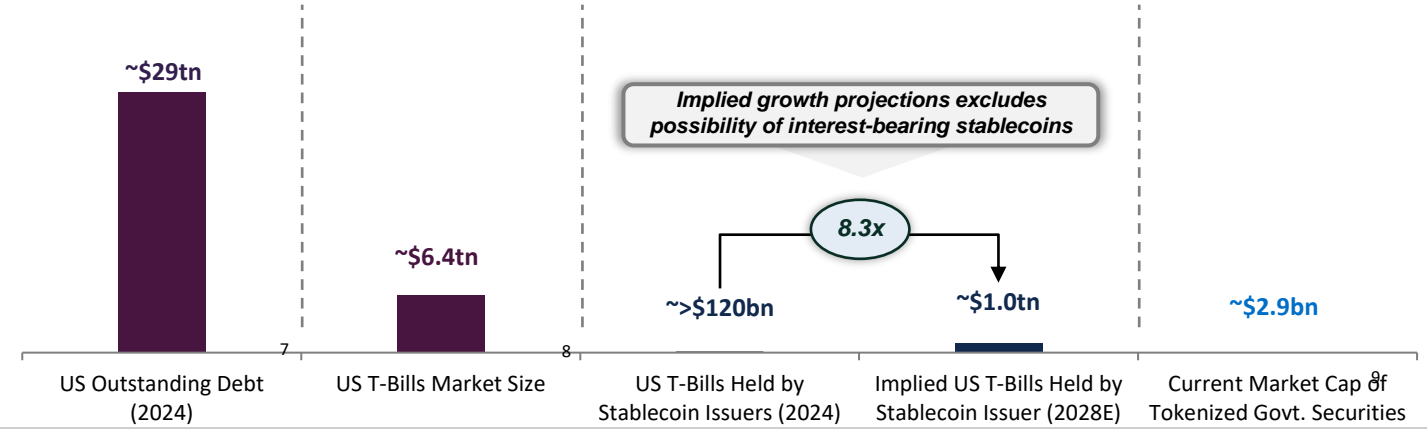 ~$29tn
Implied growth projections excludes
possibility of interest-bearing stablecoins
8.3x
~$6.4tn
~>$120bn
~$1.0tn
~$2.9bn
7
8
9
US Outstanding Debt
(2024)
US T-Bills Market Size
US T-Bills Held by
Stablecoin Issuers (2024)
Implied US T-Bills Held by
Stablecoin Issuer (2028E)
Current Market Cap of
Tokenized Govt. Securities